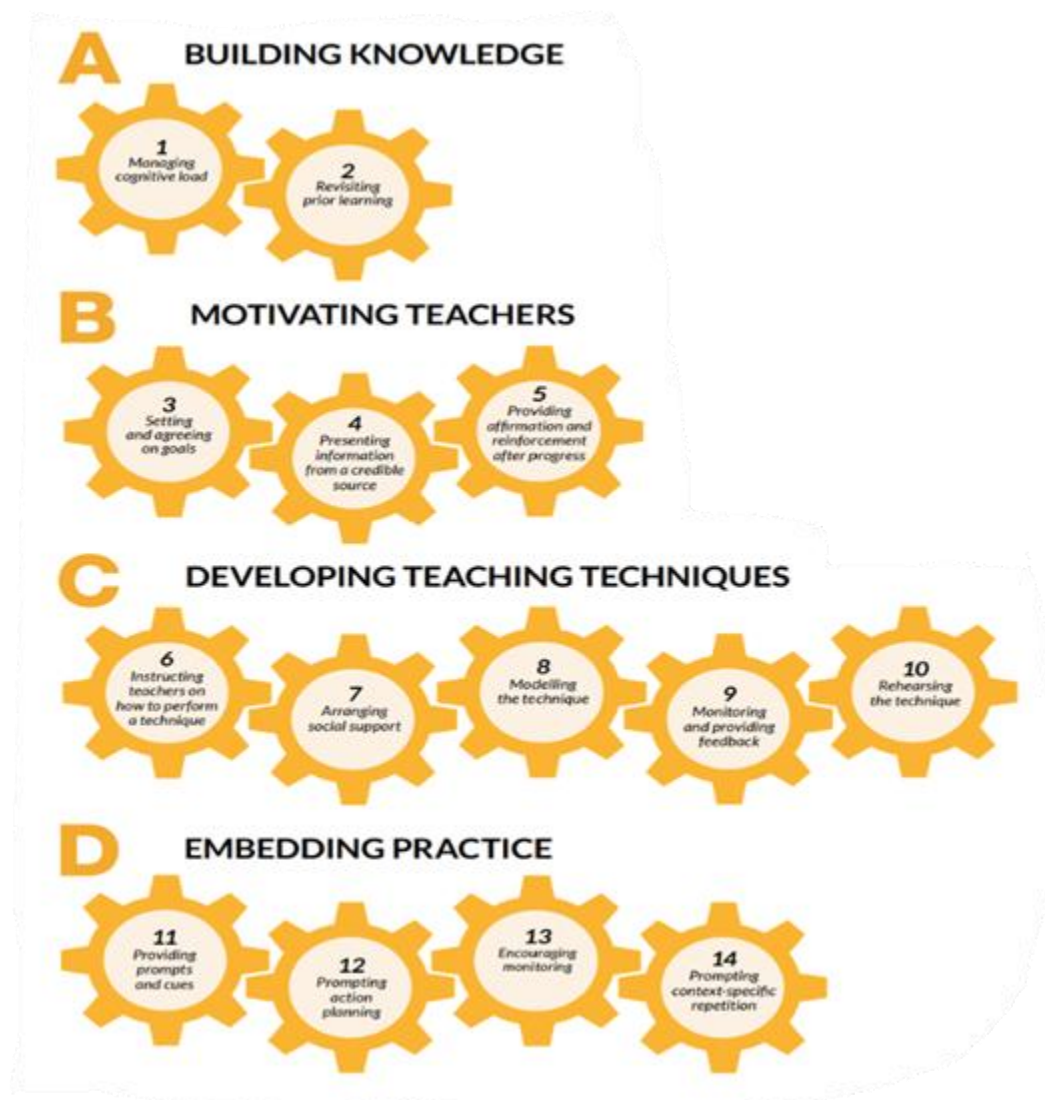 A
BUILDING KNOWLEDGE
1
Managing
cognitive load
2
Revisiting
prior learning
B
MOTIVATING TEACHERS
3
Setting
and agreeing
on goals
4
Presenting
information
from a credible
source
5
Providing
affirmation and
reinforcement
after progress
C
DEVELOPING TEACHING TECHNIQUES
6
Instructing
teachers on
how to perform
a technique
7
Arranging
social support
8
Modelling
the technique
9
Monitoring
and providing
feedback
10
Rehearsing
the technique
D
EMBEDDING PRACTICE
11
Providing
prompts
and cues
12
Prompting
action
planning
13
Encouraging
monitoring
14
Prompting
context-specific
repetition